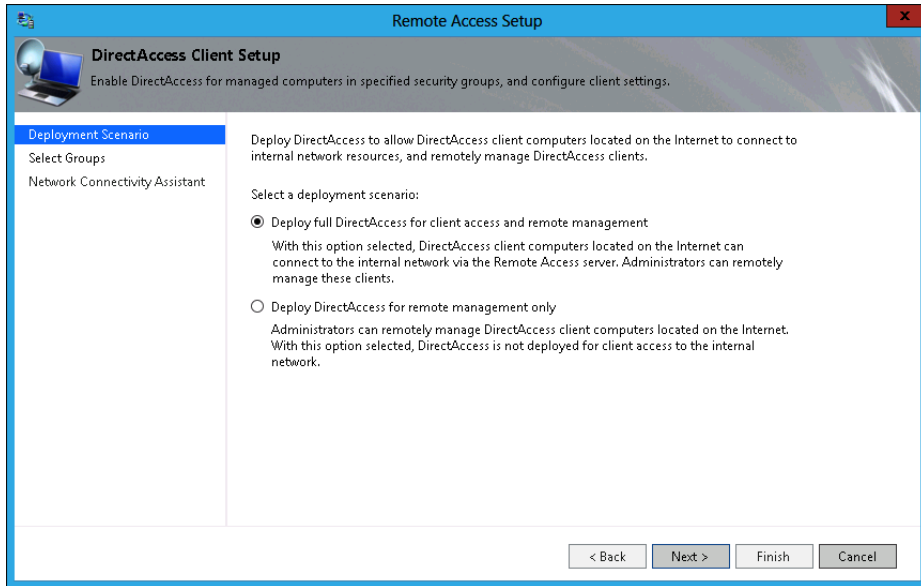 Remote Access Setup
x
DirectAccess Client Setup
Enable DirectAccess for managed computers in specified security groups, and configure client settings.
Deployment Scenario
Select Groups
Network Connectivity Assistant
Deploy DirectAccess to allow DirectAccess client computers located on the Internet to connect to
internal network resources, and remotely manage DirectAccess clients.
Select a deployment scenario:
Deploy full DirectAccess for client access and remote management
With this option selected, DirectAccess client computers located on the Internet can
connect to the internal network via the Remote Access server. Administrators can remotely
manage these clients.
Deploy DirectAccess for remote management only
Administrators can remotely manage DirectAccess client computers located on the Internet.
With this option selected, DirectAccess is not deployed for client access to the internal
network.
< Back
Next >
Finish
Cancel